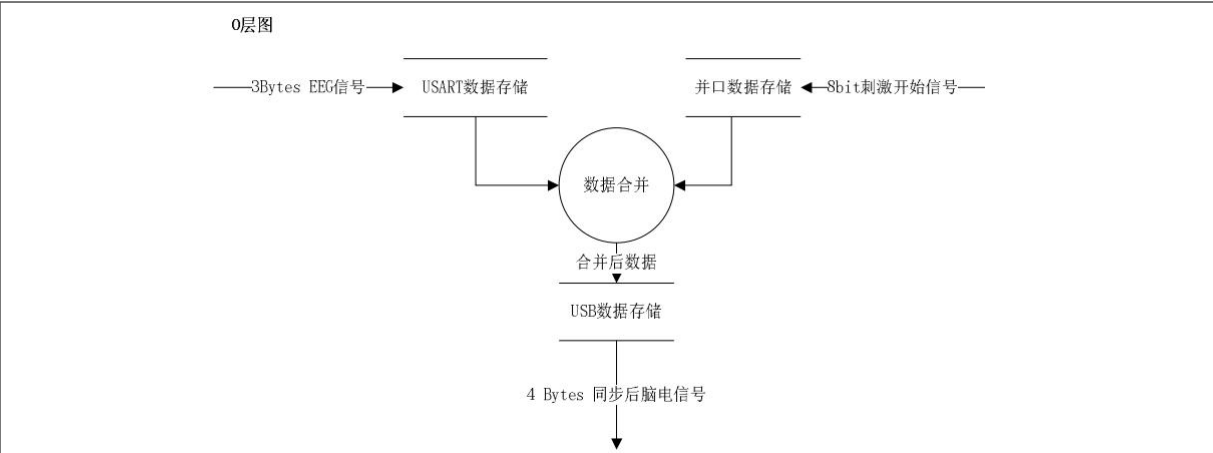 0层图
3Bytes EEG信号
USART数据存储
并口数据存储
8bit刺激开始信号
数据合并
合并后数据
USB数据存储
4 Bytes 同步后脑电信号